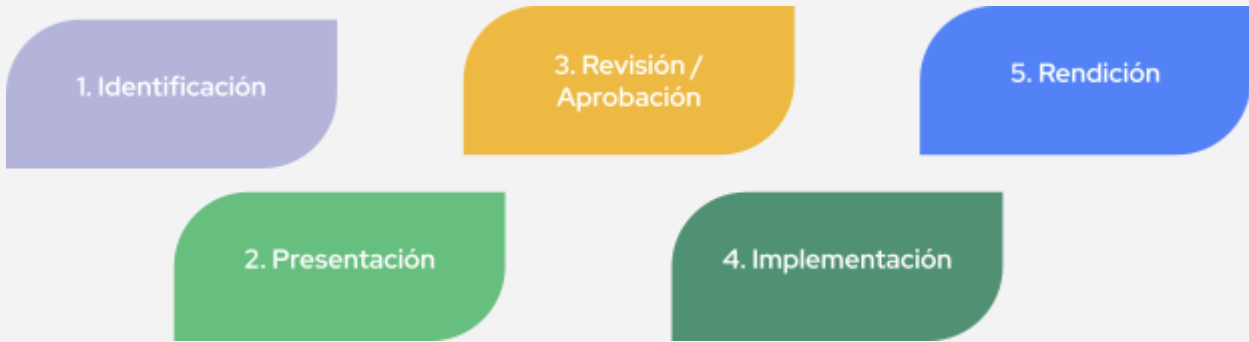 1. Identificación
2. Presentación
3. Revisión /
Aprobación
4. Implementación
5. Rendición